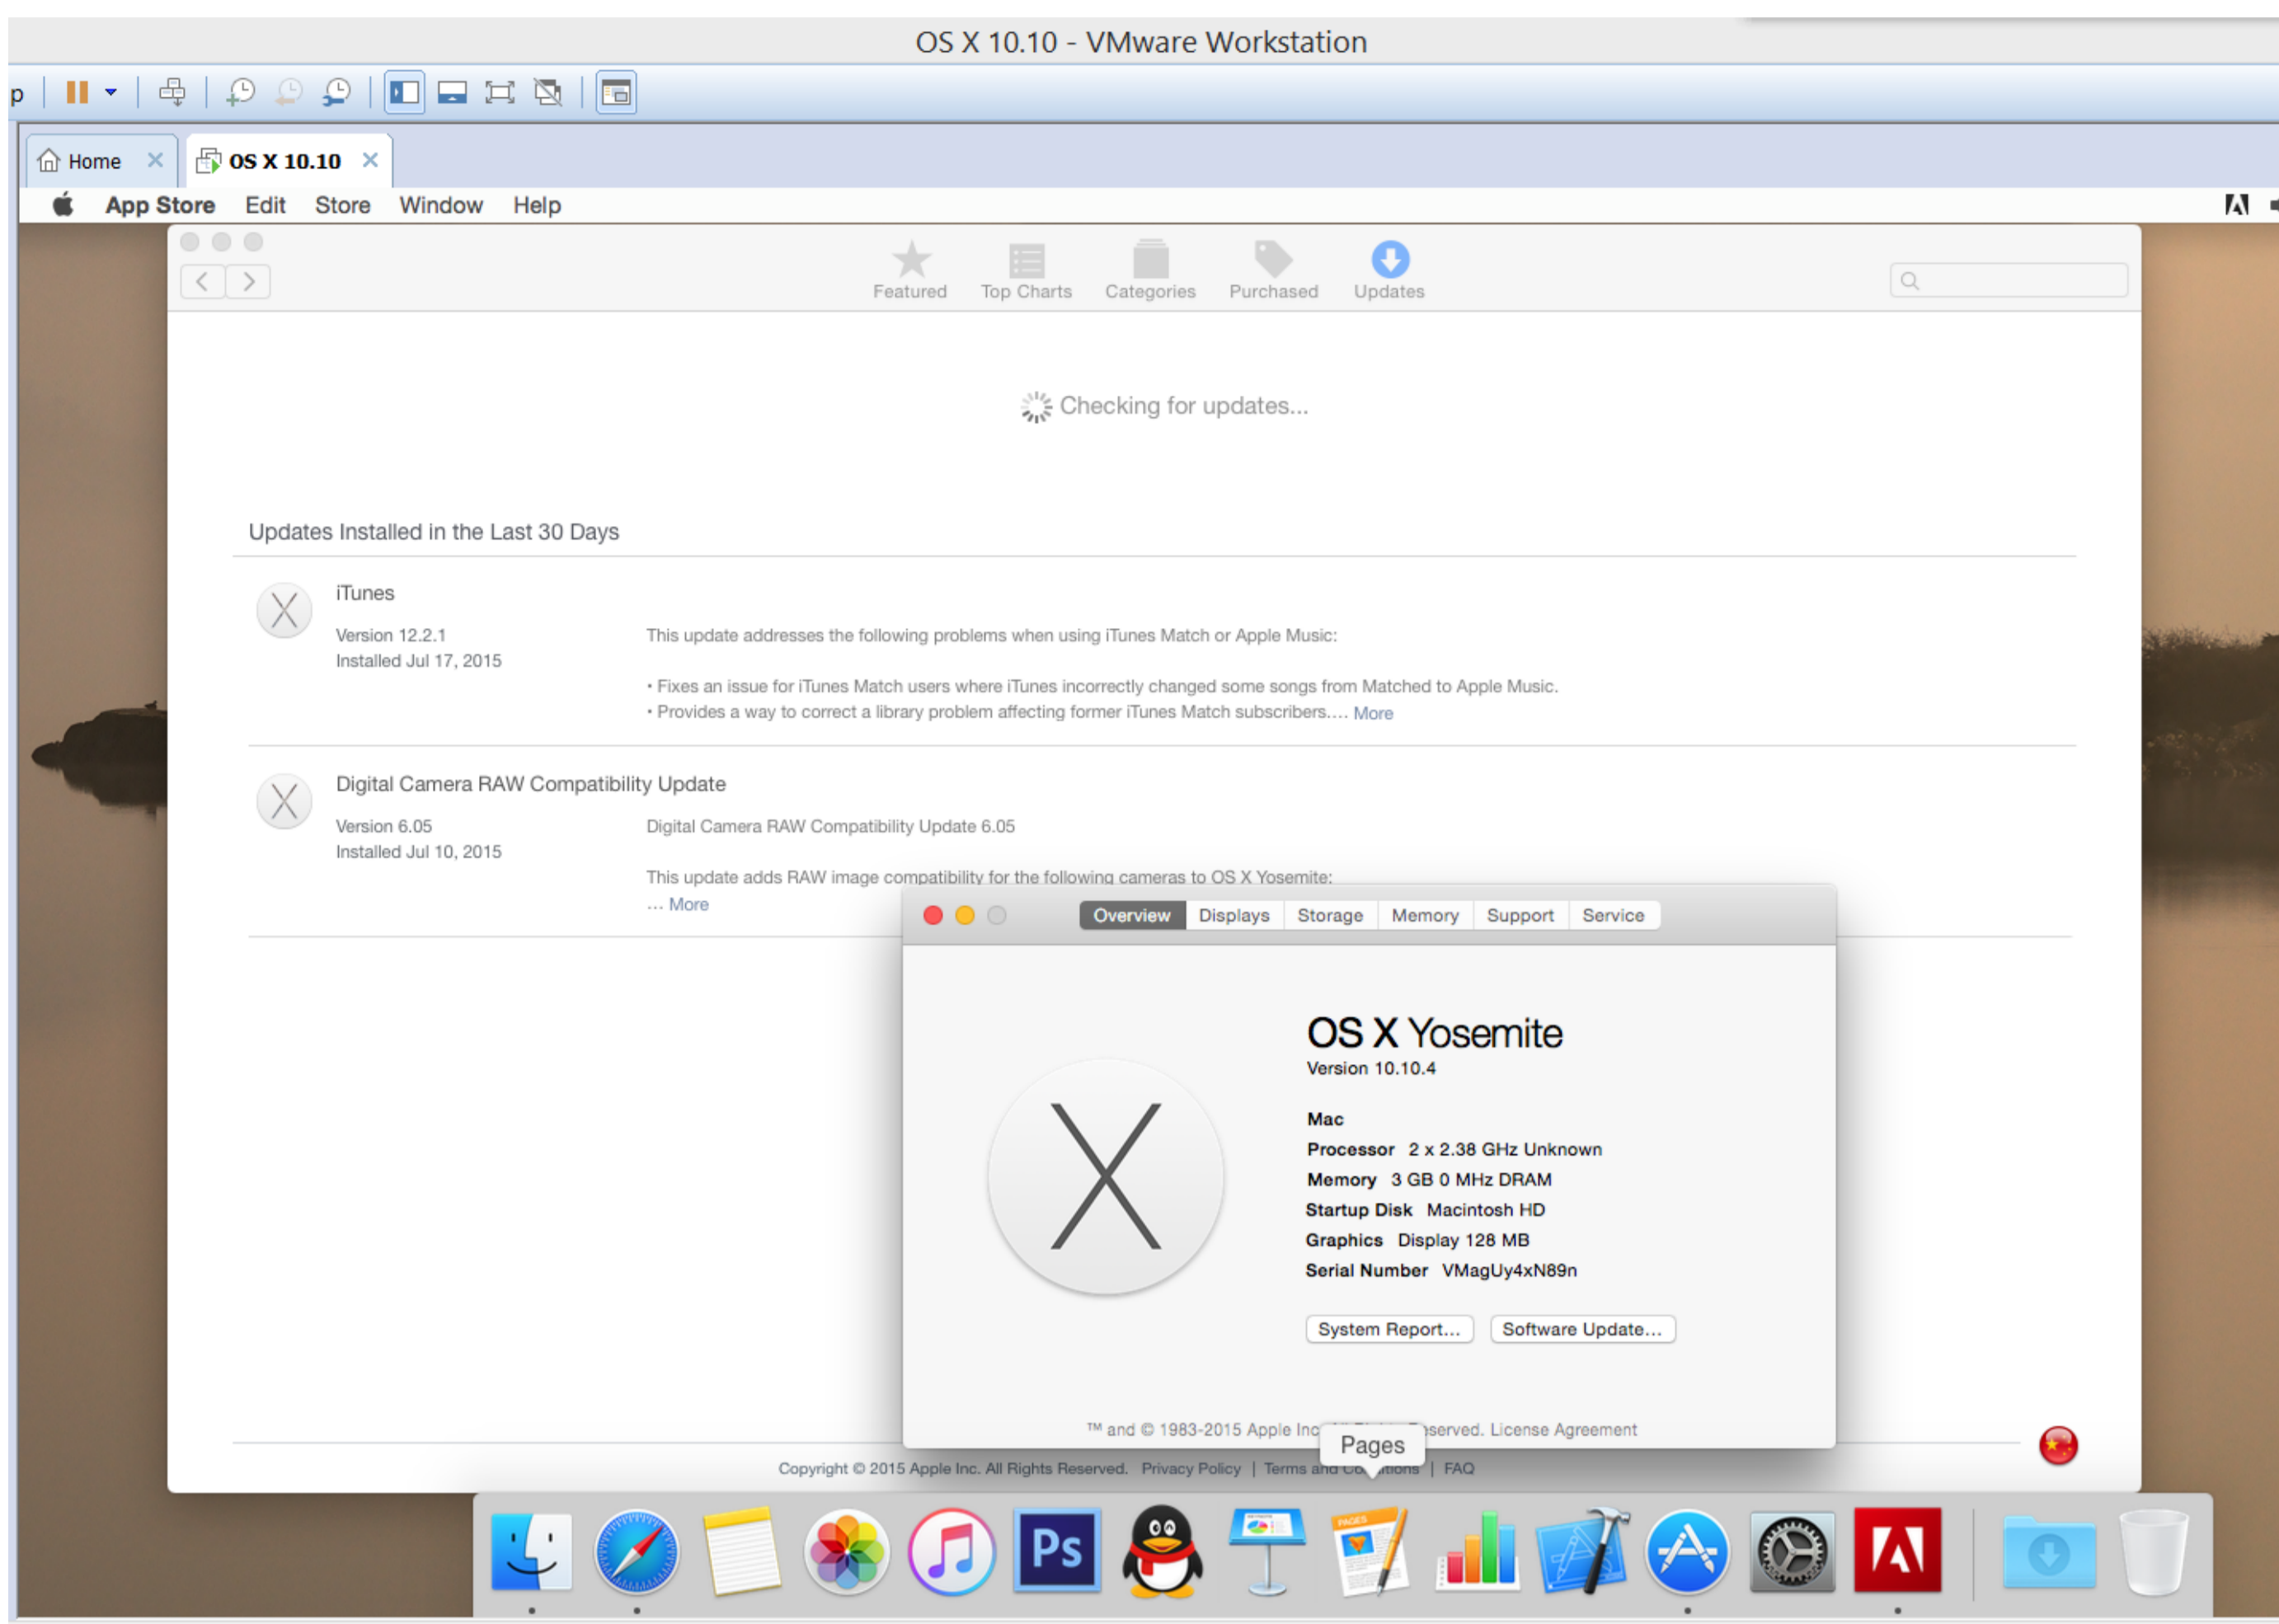 OS X 10.10 - VMware Workstation
p
Home
OS X 10.10
App Store Edit Store Window Help
Featured Top Charts Categories Purchased Updates
Checking for updates...
Updates Installed in the Last 30 Days
iTunes
Version 12.2.1
Installed Jul 17, 2015
This update addresses the following problems when using iTunes Match or Apple Music:
• Fixes an issue for iTunes Match users where iTunes incorrectly changed some songs from Matched to Apple Music.
• Provides a way to correct a library problem affecting former iTunes Match subscribers.... More
Digital Camera RAW Compatibility Update
Version 6.05
Installed Jul 10, 2015
Digital Camera RAW Compatibility Update 6.05
This update adds RAW image compatibility for the following cameras to OS X Yosemite:
... More
Overview Displays Storage Memory Support Service
OS X Yosemite
Version 10.10.4
Mac
Processor 2 x 2.38 GHz Unknown
Memory 3 GB 0 MHz DRAM
Startup Disk Macintosh HD
Graphics Display 128 MB
Serial Number VMagUy4xN89n
System Report... Software Update...
™ and © 1983-2015 Apple Inc. License Agreement
Pages
Copyright © 2015 Apple Inc. All Rights Reserved. Privacy Policy | Terms and | FAQ
Ps
PAGES